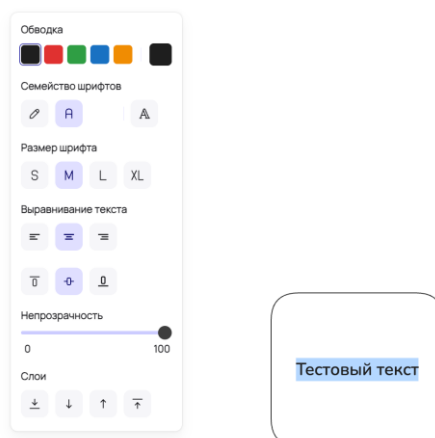 Обводка
Семейство шрифтов
A A
Размер шрифта
S M L XL
Выравнивание текста
Непрозрачность
0 100
Слои
Тестовый текст